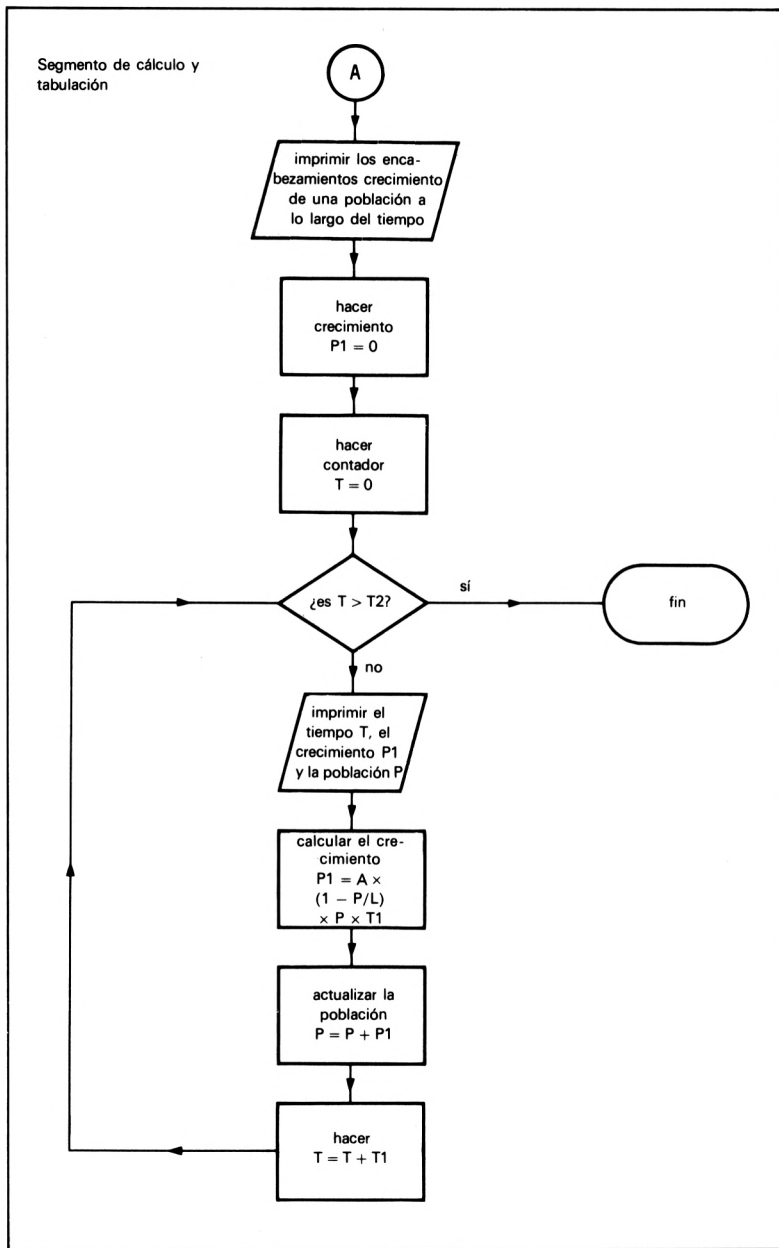 Segmento de cálculo y
tabulación
A
imprimir los enca-
bezamientos crecimiento
de una población a
lo largo del tiempo
hacer
crecimiento
P1 = 0
hacer
contador
T = 0
¿es T > T2?
sí
fin
no
imprimir el
tiempo T, el
crecimiento P1
y la población P
calcular el cre-
cimiento
P1 = A ×
(1 − P/L)
× P × T1
actualizar la
población
P = P + P1
hacer
T = T + T1